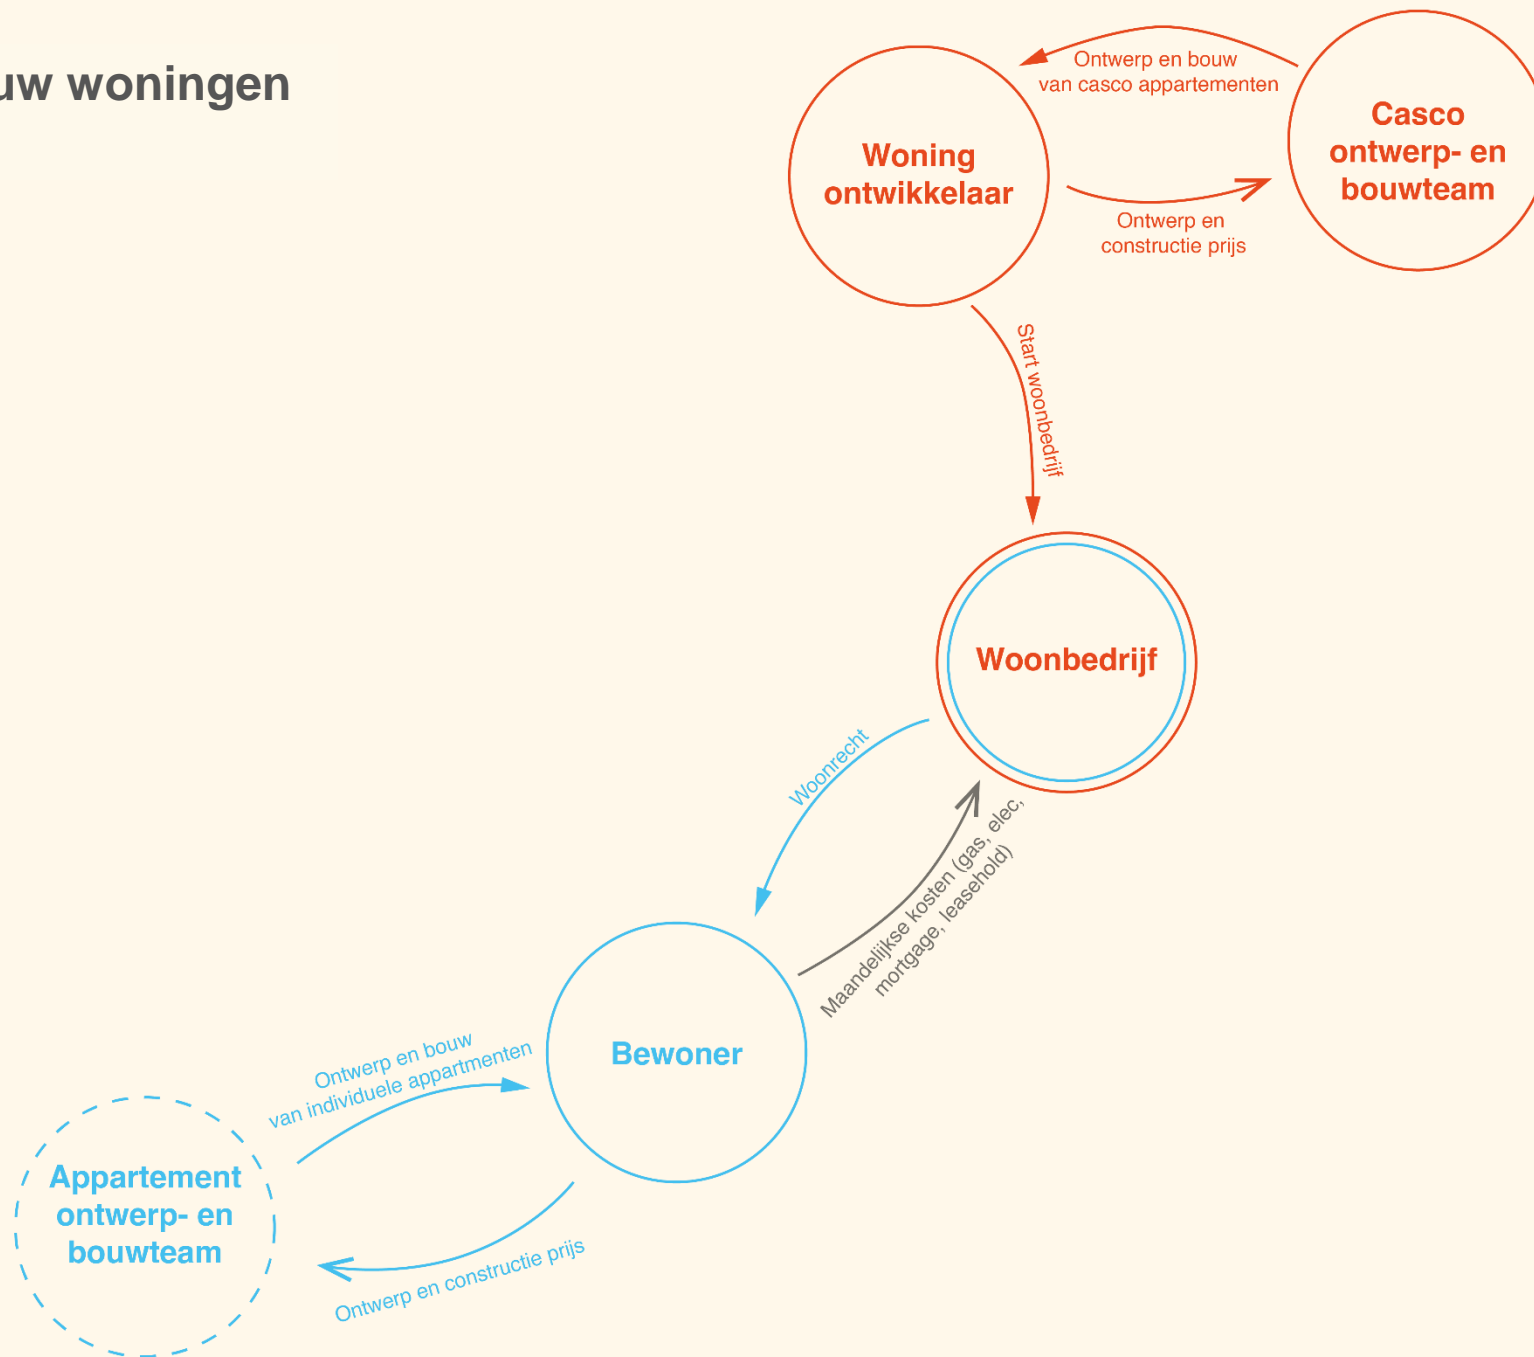 uw woningen
Ontwerp en bouw
van casco appartementen
Casco
ontwerp- en
bouwteam
Woning
ontwikkelaar
Ontwerp en
constructie prijs
Start woonbedrijf
Woonbedrijf
Woonrecht
Maandelijkse kosten (gas, elec,
mortgage, leasehold)
Bewoner
Ontwerp en bouw
van individuele appartmenten
Appartement
ontwerp- en
bouwteam
Ontwerp en constructie prijs